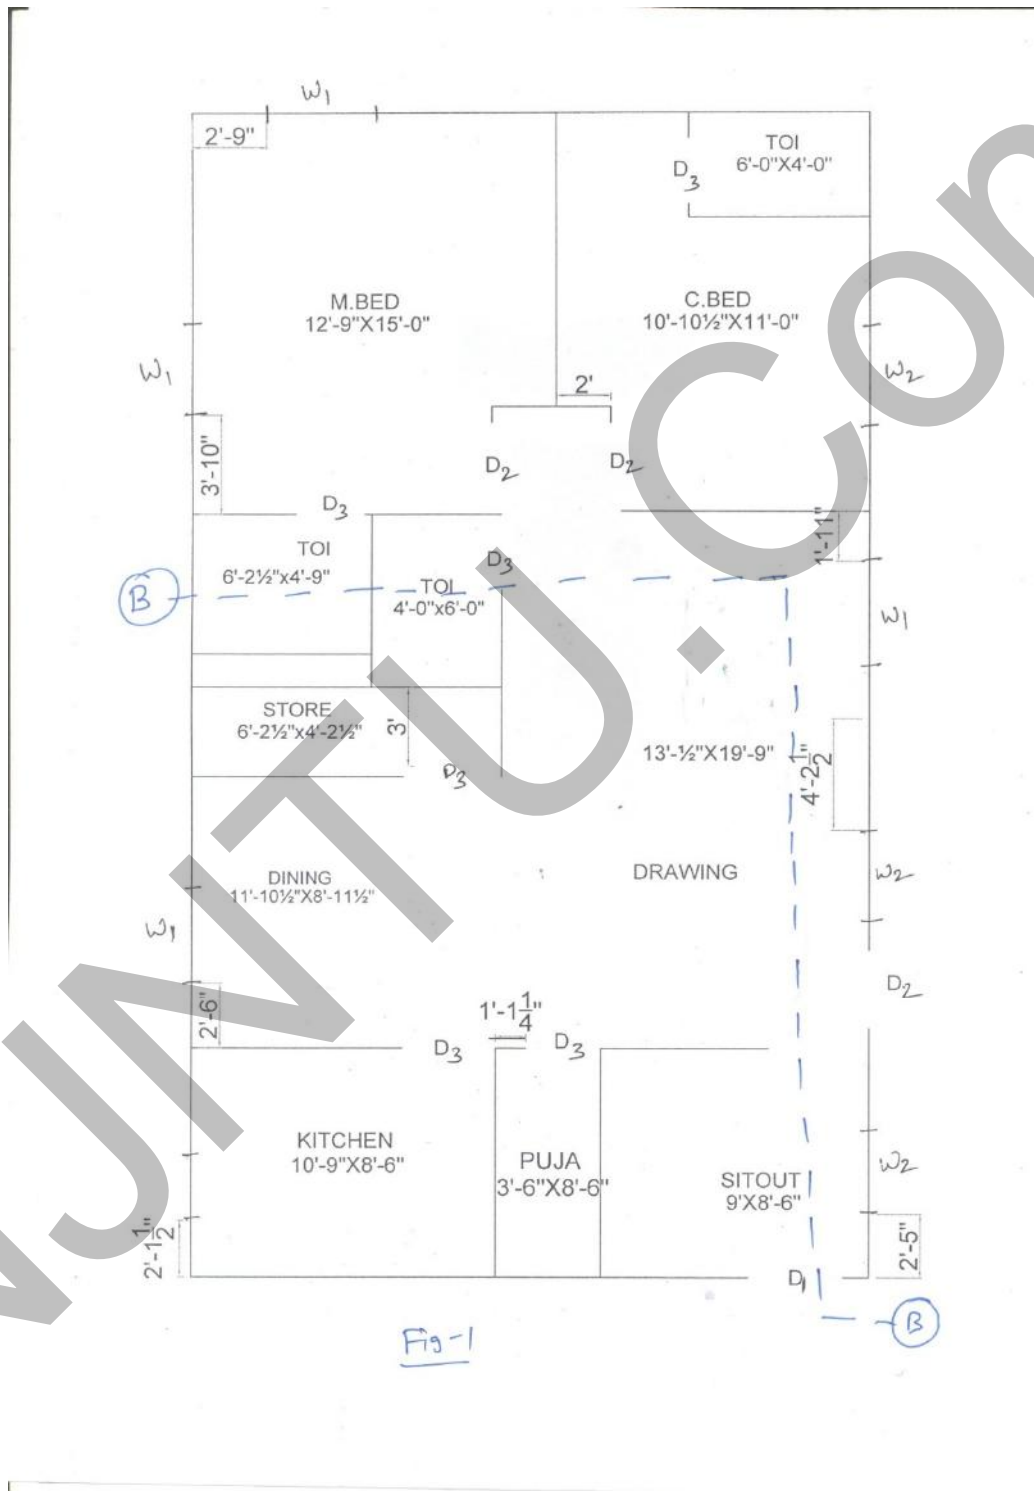 W1
2'-9"
TOI
6'-0"X4'-0"
D3
M.BED
12'-9"X15'-0"
C.BED
10'-10½"X11'-0"
W1
W2
2'
3'-10"
D2
D2
D3
1'-11"
TOI
6'-2½"x4'-9"
D3
B
TOI
4'-0"x6'-0"
W1
STORE
6'-2½"x4'-2½"
3'
13'-½"X19'-9"
4'-2½"
D3
DINING
11'-10½"X8'-11½"
DRAWING
W2
W1
D2
2'-6"
1'-1¼"
D3
D3
KITCHEN
10'-9"X8'-6"
PUJA
3'-6"X8'-6"
SITOUT
9'X8'-6"
W2
2'-1½"
2'-5"
D1
B
Fig-1
JNTU.Con